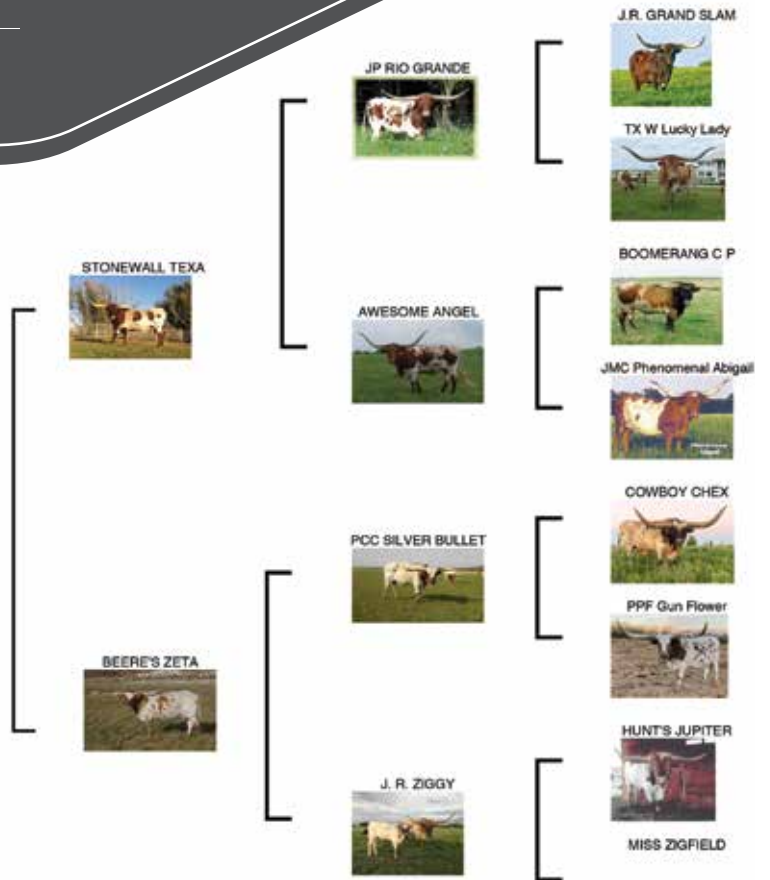 J.R. GRAND SLAM
JP RIO GRANDE
TX W Lucky Lady
STONEWALL TEXA
BOOMERANG C P
AWESOME ANGEL
JMC Phenomenal Abigail
COWBOY CHEX
PCC SILVER BULLET
PPF Gun Flower
BEERE'S ZETA
HUNT'S JUPITER
J. R. ZIGGY
MISS ZIGFIELD